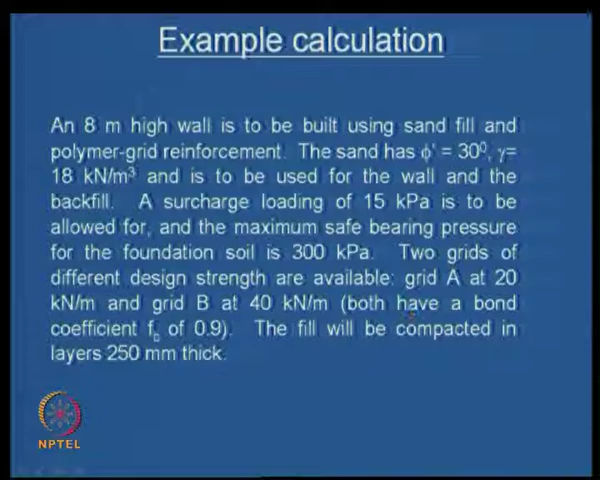 Example calculation
An 8 m high wall is to be built using sand fill and
polymer-grid reinforcement. The sand has ϕ' = 30⁰, γ=
18 kN/m³ and is to be used for the wall and the
backfill. A surcharge loading of 15 kPa is to be
allowed for, and the maximum safe bearing pressure
for the foundation soil is 300 kPa. Two grids of
different design strength are available: grid A at 20
kN/m and grid B at 40 kN/m (both have a bond
coefficient fb of 0.9). The fill will be compacted in
layers 250 mm thick.
NPTEL